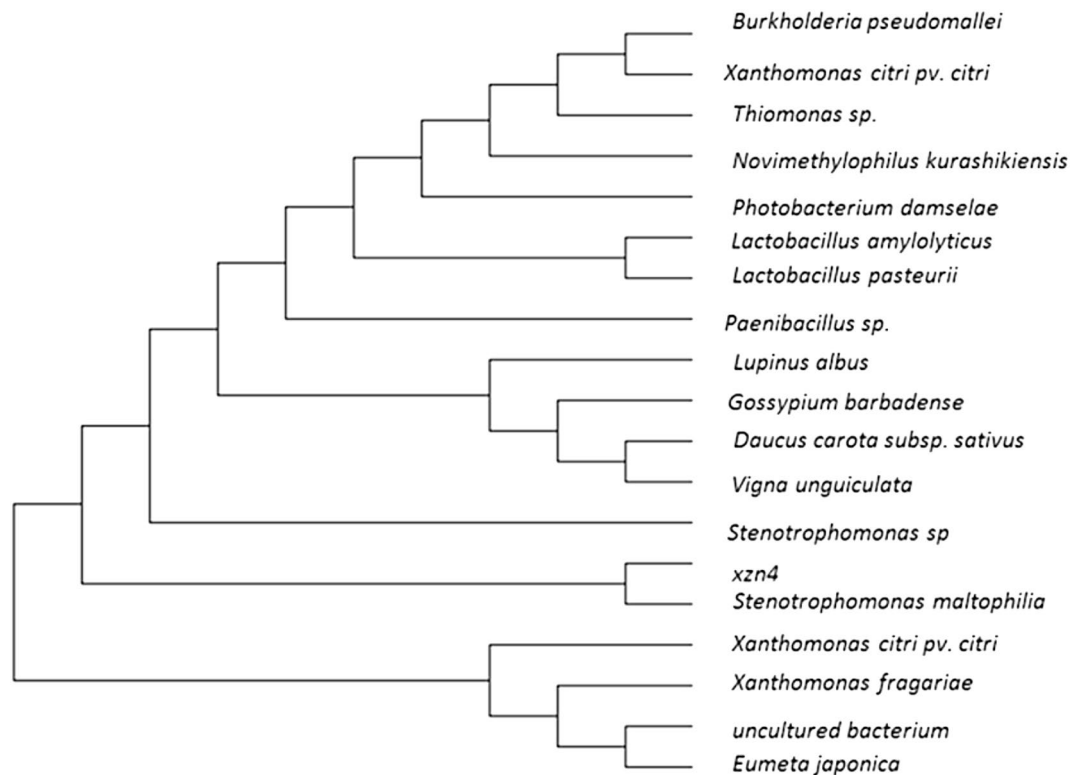 Burkholderia pseudomallei
Xanthomonas citri pv. citri
Thiomonas sp.
Novimethylophilus kurashikiensis
Photobacterium damselae
Lactobacillus amylolyticus
Lactobacillus pasteurii
Paenibacillus sp.
Lupinus albus
Gossypium barbadense
Daucus carota subsp. sativus
Vigna unguiculata
Stenotrophomonas sp
xzn4
Stenotrophomonas maltophilia
Xanthomonas citri pv. citri
Xanthomonas fragariae
uncultured bacterium
Eumeta japonica